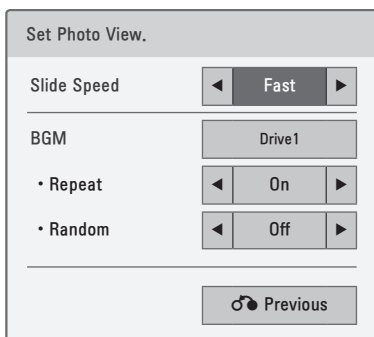 Set Photo View.
Slide Speed ◀ Fast ▶
BGM Drive1
• Repeat ◀ On ▶
• Random ◀ Off ▶
Previous